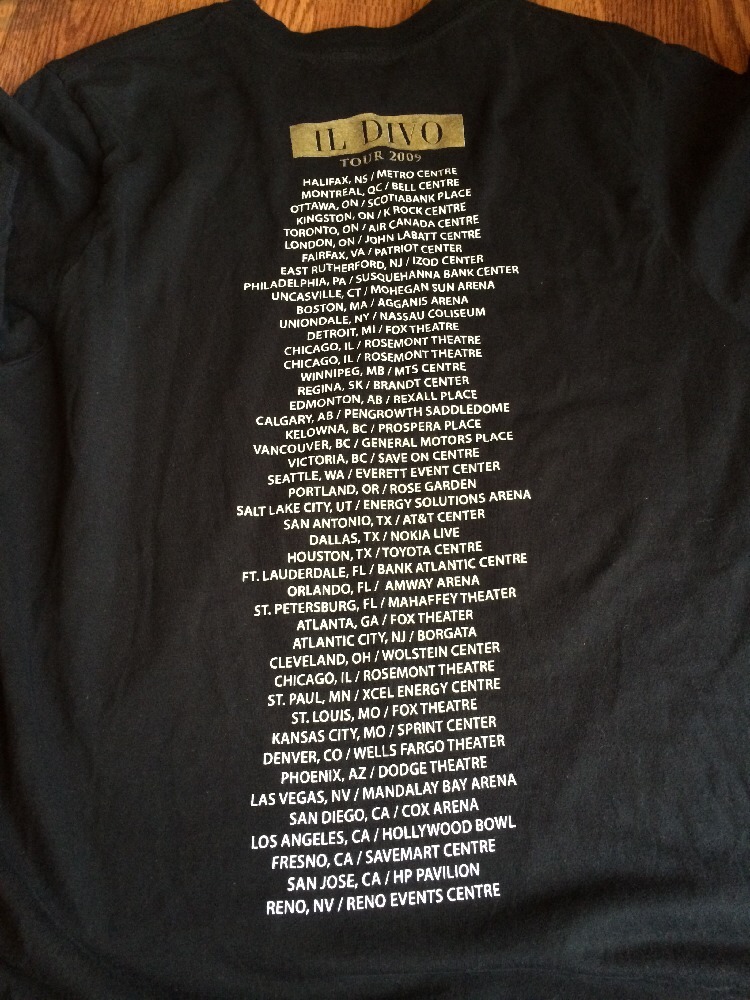 IL DIVO
TOUR 2009
HALIFAX, NS / METRO CENTRE
MONTREAL, QC / BELL CENTRE
OTTAWA, ON / SCOTIABANK PLACE
KINGSTON, ON / K ROCK CENTRE
TORONTO, ON / AIR CANADA CENTRE
LONDON, ON / JOHN LABATT CENTRE
FAIRFAX, VA / PATRIOT CENTER
EAST RUTHERFORD, NJ / IZOD CENTER
PHILADELPHIA, PA / SUSQUEHANNA BANK CENTER
UNCASVILLE, CT / MOHEGAN SUN ARENA
BOSTON, MA / AGGANIS ARENA
UNIONDALE, NY / NASSAU COLISEUM
DETROIT, MI / FOX THEATRE
CHICAGO, IL / ROSEMONT THEATRE
CHICAGO, IL / ROSEMONT THEATRE
WINNIPEG, MB / MTS CENTRE
REGINA, SK / BRANDT CENTER
EDMONTON, AB / REXALL PLACE
CALGARY, AB / PENGROWTH SADDLEDOME
KELOWNA, BC / PROSPERA PLACE
VANCOUVER, BC / GENERAL MOTORS PLACE
VICTORIA, BC / SAVE ON CENTRE
SEATTLE, WA / EVERETT EVENT CENTER
PORTLAND, OR / ROSE GARDEN
SALT LAKE CITY, UT / ENERGY SOLUTIONS ARENA
SAN ANTONIO, TX / AT&T CENTER
DALLAS, TX / NOKIA LIVE
HOUSTON, TX / TOYOTA CENTRE
FT. LAUDERDALE, FL / BANK ATLANTIC CENTRE
ORLANDO, FL / AMWAY ARENA
ST. PETERSBURG, FL / MAHAFFEY THEATER
ATLANTA, GA / FOX THEATER
ATLANTIC CITY, NJ / BORGATA
CLEVELAND, OH / WOLSTEIN CENTER
CHICAGO, IL / ROSEMONT THEATRE
ST. PAUL, MN / XCEL ENERGY CENTRE
ST. LOUIS, MO / FOX THEATRE
KANSAS CITY, MO / SPRINT CENTER
DENVER, CO / WELLS FARGO THEATER
PHOENIX, AZ / DODGE THEATRE
LAS VEGAS, NV / MANDALAY BAY ARENA
SAN DIEGO, CA / COX ARENA
LOS ANGELES, CA / HOLLYWOOD BOWL
FRESNO, CA / SAVEMART CENTRE
SAN JOSE, CA / HP PAVILION
RENO, NV / RENO EVENTS CENTRE